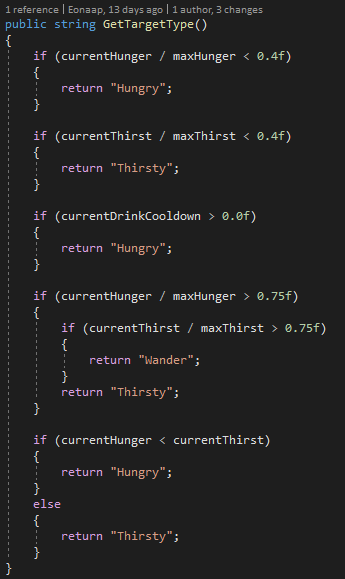 1 reference | Eonaap, 13 days ago | 1 author, 3 changes
public string GetTargetType()
{
    if (currentHunger / maxHunger < 0.4f)
    {
        return "Hungry";
    }

    if (currentThirst / maxThirst < 0.4f)
    {
        return "Thirsty";
    }

    if (currentDrinkCooldown > 0.0f)
    {
        return "Hungry";
    }

    if (currentHunger / maxHunger > 0.75f)
    {
        if (currentThirst / maxThirst > 0.75f)
        {
            return "Wander";
        }
        return "Thirsty";
    }

    if (currentHunger < currentThirst)
    {
        return "Hungry";
    }
    else
    {
        return "Thirsty";
    }
}